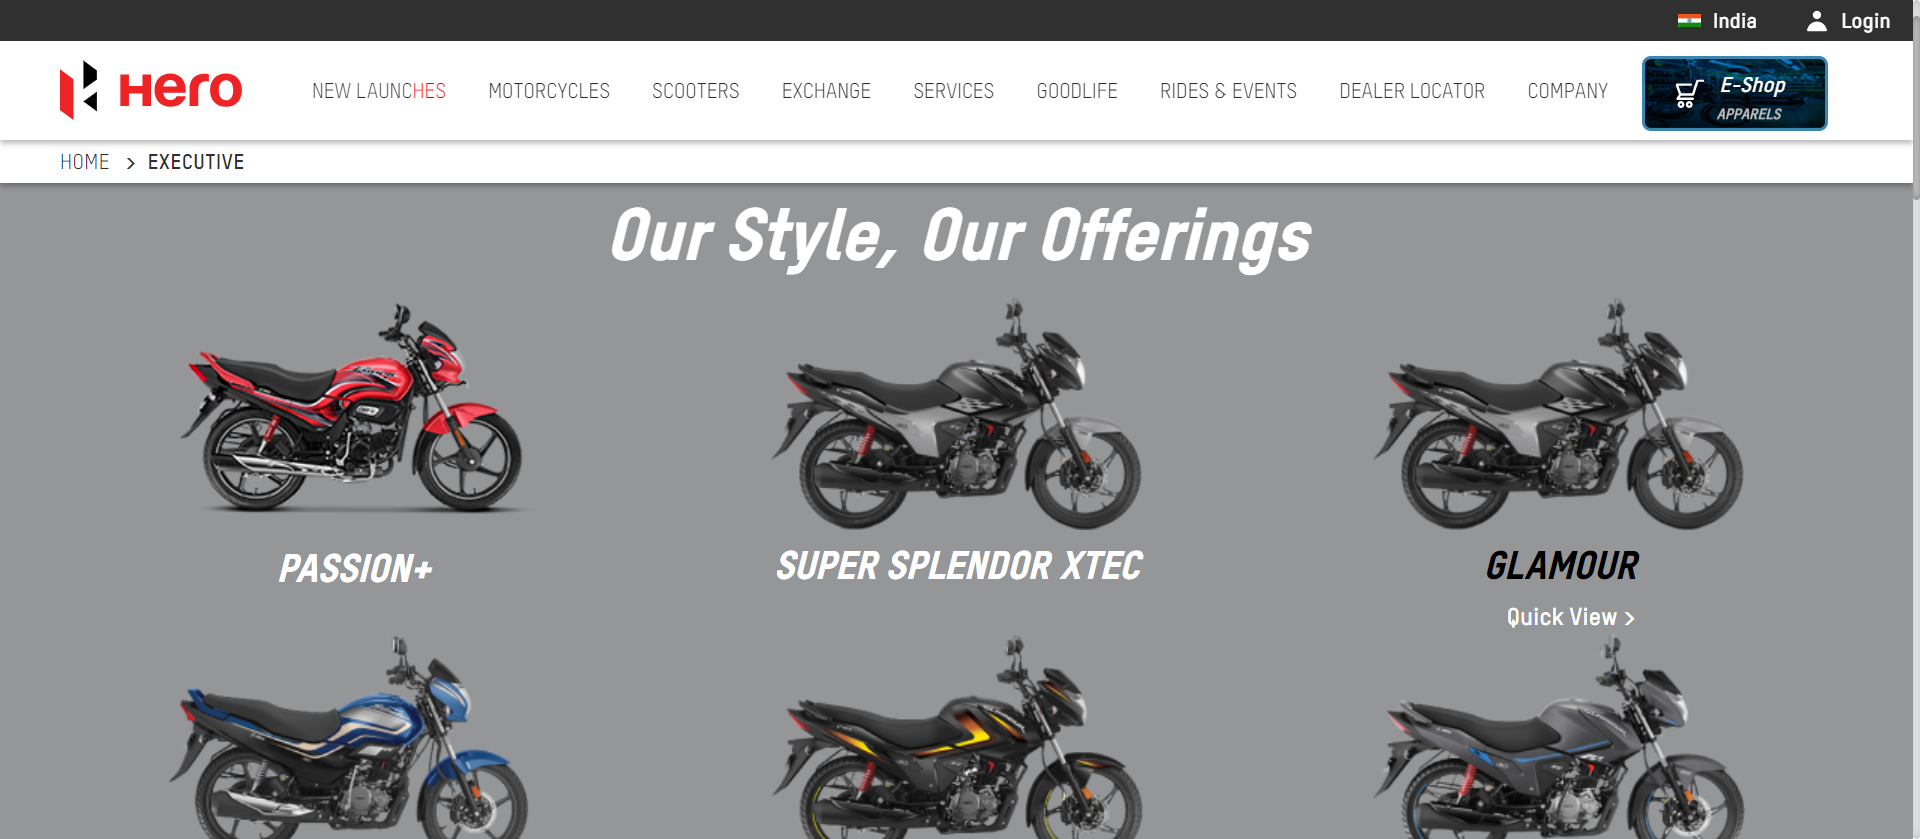 India
Login
Hero
NEW LAUNCHES
MOTORCYCLES
SCOOTERS
EXCHANGE
SERVICES
GOODLIFE
RIDES & EVENTS
DEALER LOCATOR
COMPANY
E-Shop
APPARELS
HOME > EXECUTIVE
Our Style, Our Offerings
PASSION+
SUPER SPLENDOR XTEC
GLAMOUR
Quick View >